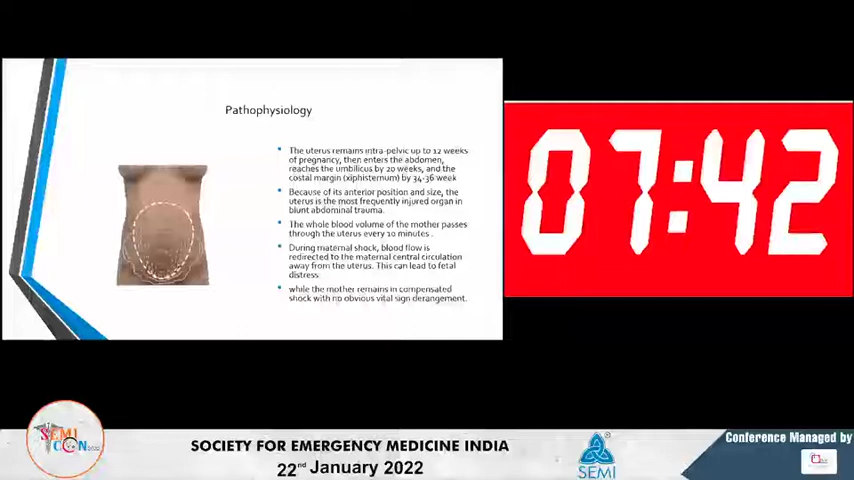 Pathophysiology
The uterus remains intra-pelvic up to 12 weeks
of pregnancy, then enters the abdomen,
reaches the umbilicus by 20 weeks, and the
costal margin (xiphisternum) by 34-36 week
Because of its anterior position and size, the
uterus is the most frequently injured organ in
blunt abdominal trauma.
The whole blood volume of the mother passes
through the uterus every 10 minutes .
During maternal shock, blood flow is
redirected to the maternal central circulation
away from the uterus. This can lead to fetal
distress
while the mother remains in compensated
shock with no obvious vital sign derangement.
07:42
SEMI
CON 2022
SOCIETY FOR EMERGENCY MEDICINE INDIA
22nd January 2022
SEMI
Conference Managed by